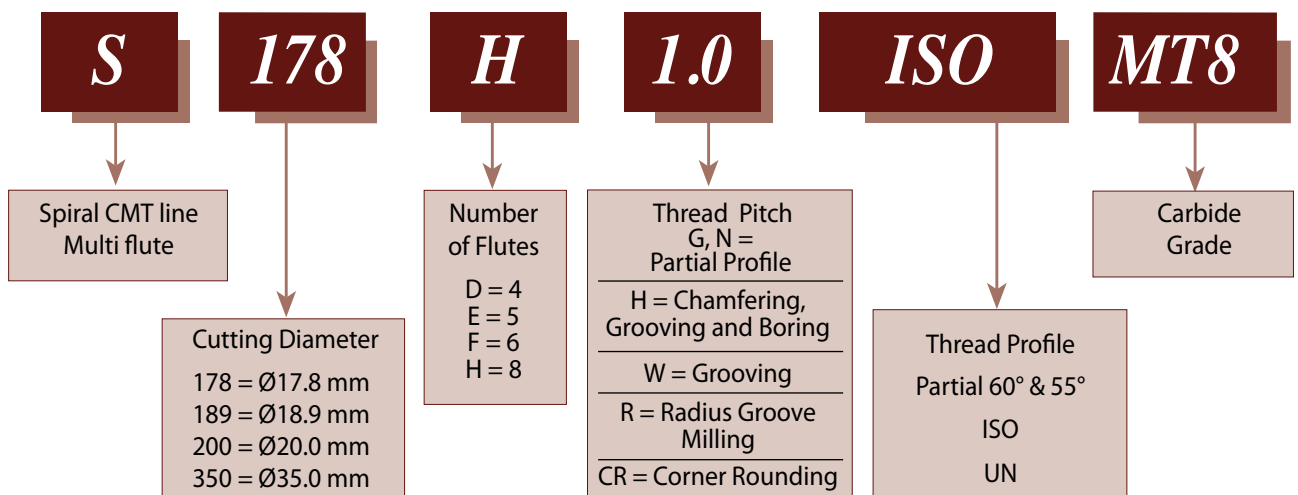 S 178 H 1.0 ISO MT8
Spiral CMT line
Multi flute
Cutting Diameter
178 = Ø17.8 mm
189 = Ø18.9 mm
200 = Ø20.0 mm
350 = Ø35.0 mm
Number
of Flutes
D = 4
E = 5
F = 6
H = 8
Thread Pitch
G, N =
Partial Profile
H = Chamfering,
Grooving and Boring
W = Grooving
R = Radius Groove
Milling
CR = Corner Rounding
Thread Profile
Partial 60° & 55°
ISO
UN
Carbide
Grade